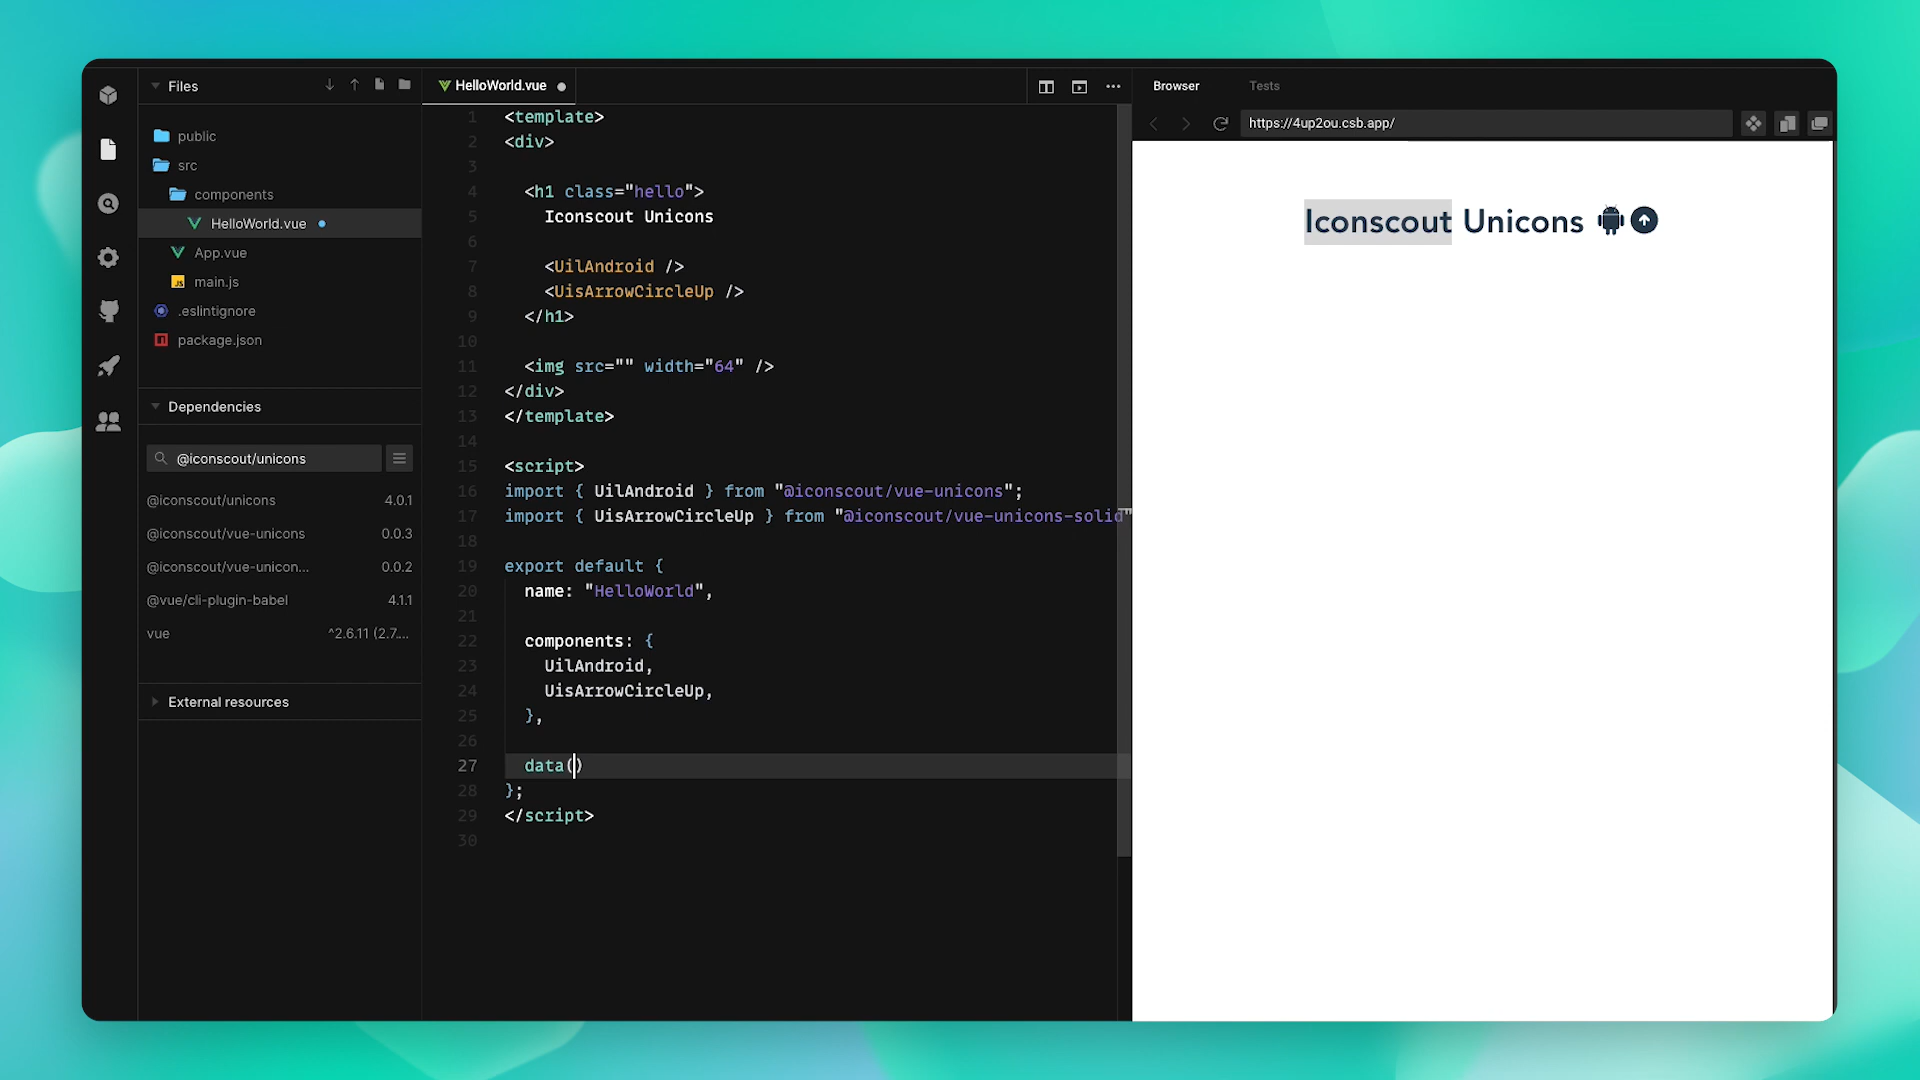 Files
public
src
components
HelloWorld.vue
App.vue
JS main.js
.eslintignore
package.json
Dependencies
@iconscout/unicons
@iconscout/unicons 4.0.1
@iconscout/vue-unicons 0.0.3
@iconscout/vue-unicon... 0.0.2
@vue/cli-plugin-babel 4.1.1
vue ^2.6.11 (2.7....
External resources
HelloWorld.vue
1 <template>
2 <div>
3
4 <h1 class="hello">
5 Iconscout Unicons
6
7 <UilAndroid />
8 <UisArrowCircleUp />
9 </h1>
10
11 <img src="" width="64" />
12 </div>
13 </template>
14
15 <script>
16 import { UilAndroid } from "@iconscout/vue-unicons";
17 import { UisArrowCircleUp } from "@iconscout/vue-unicons-solid"
18
19 export default {
20 name: "HelloWorld",
21
22 components: {
23 UilAndroid,
24 UisArrowCircleUp,
25 },
26
27 data()
28 };
29 </script>
30
Browser Tests
https://4up2ou.csb.app/
Iconscout Unicons